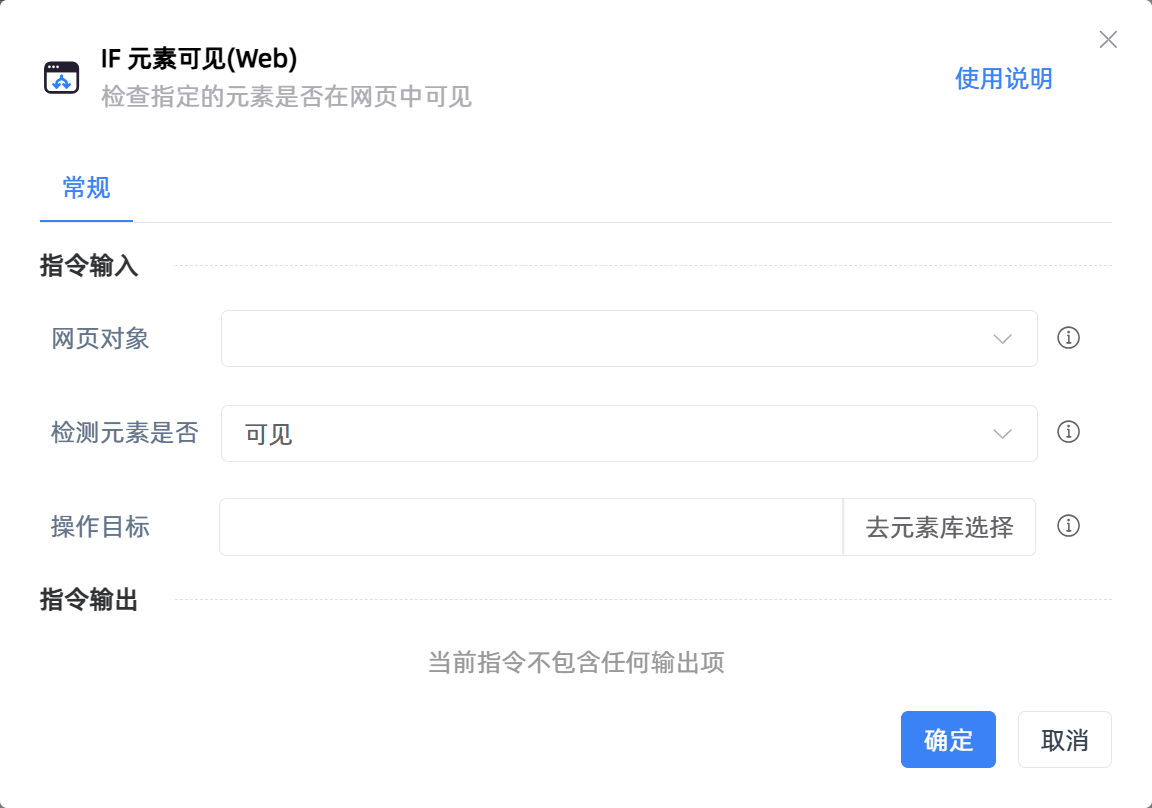 IF 元素可见(Web)
检查指定的元素是否在网页中可见
使用说明
常规
指令输入
网页对象
检测元素是否
可见
操作目标
去元素库选择
指令输出
当前指令不包含任何输出项
确定
取消